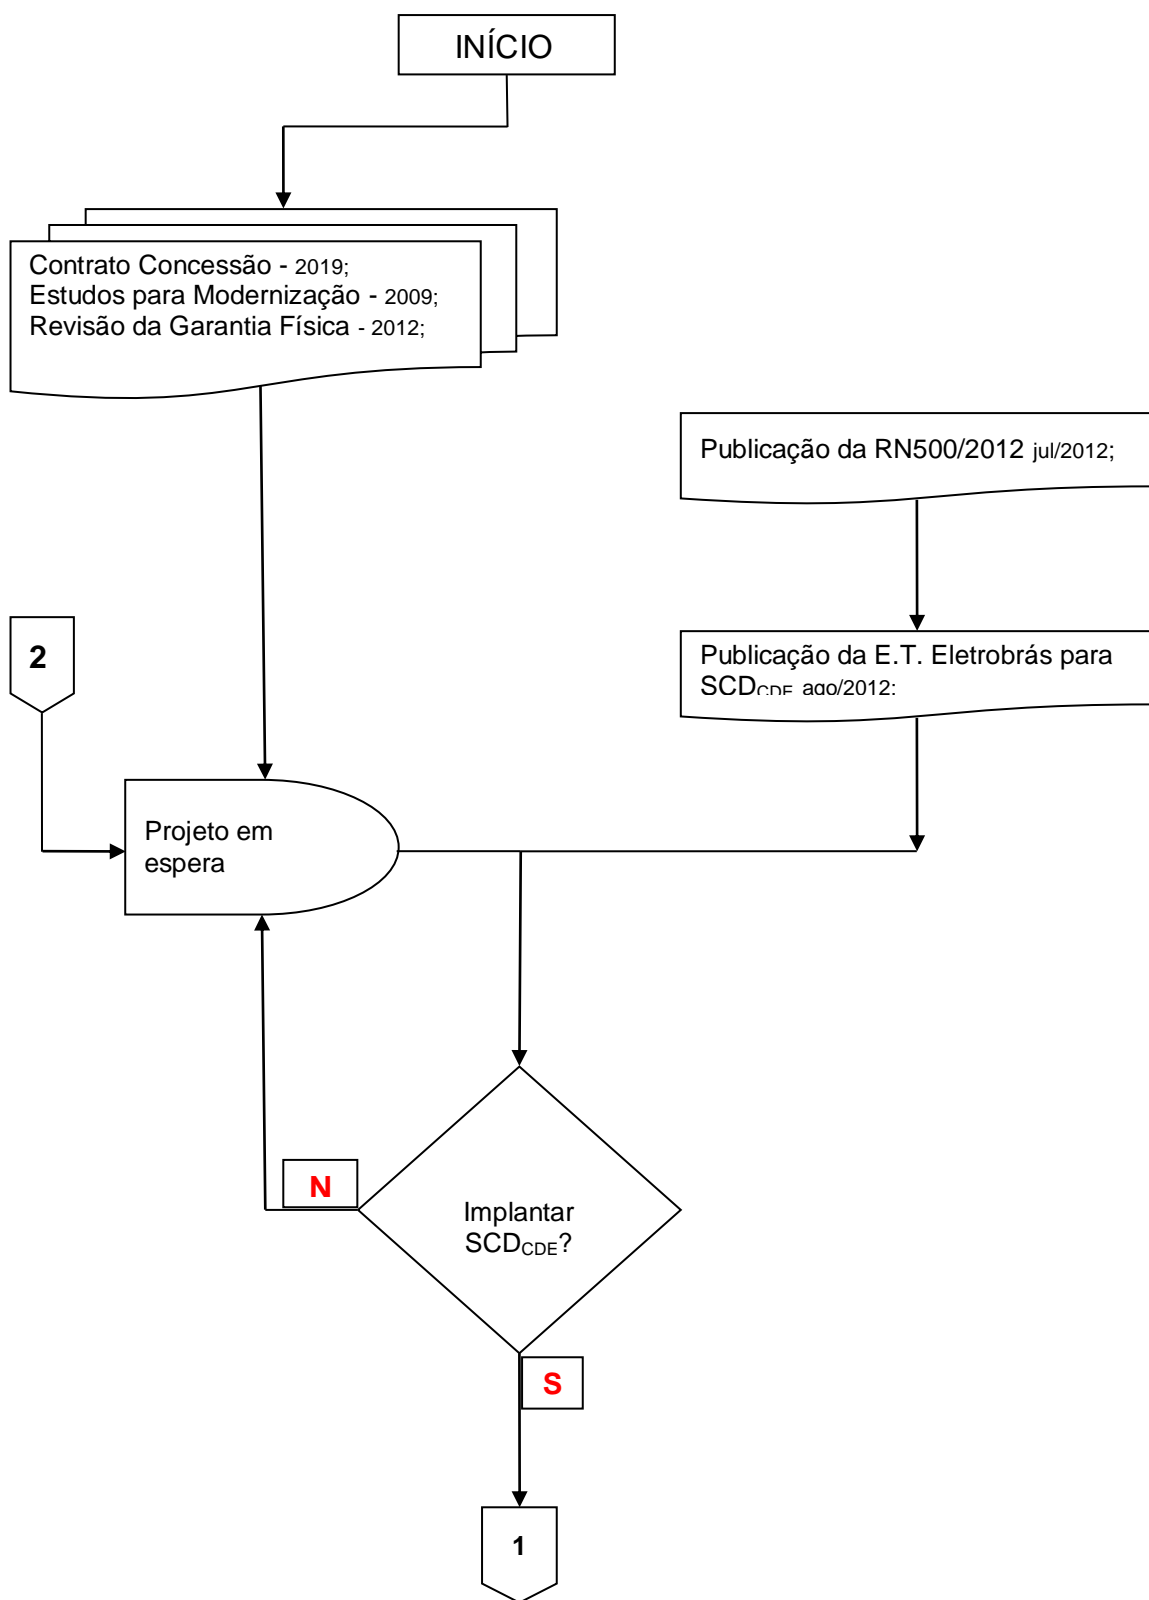 INÍCIO
Contrato Concessão - 2019;
Estudos para Modernização - 2009;
Revisão da Garantia Física - 2012;
Publicação da RN500/2012 jul/2012;
2
Publicação da E.T. Eletrobrás para
SCDCDE ago/2012;
Projeto em
espera
N
Implantar
SCDCDE?
S
1